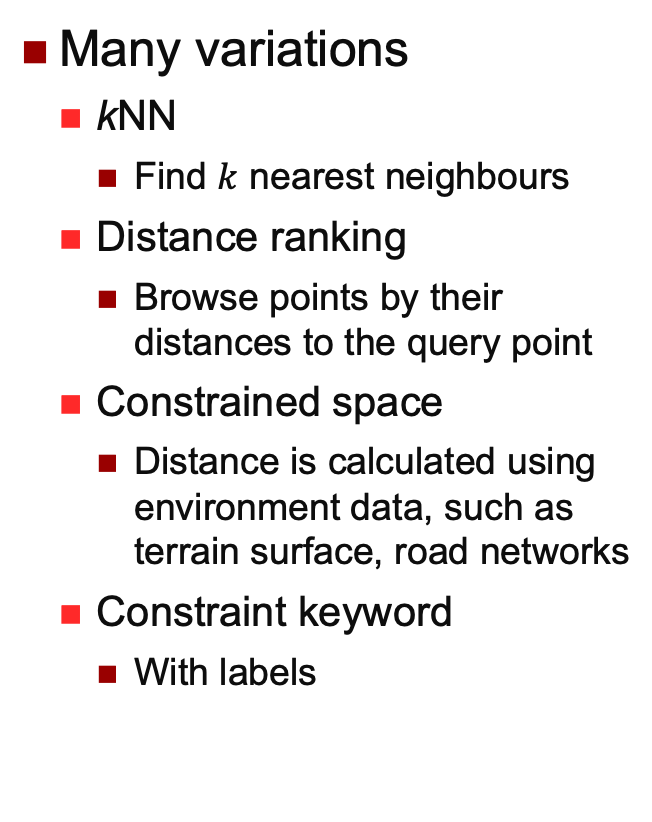 Many variations
kNN
Find k nearest neighbours
Distance ranking
Browse points by their
distances to the query point
Constrained space
Distance is calculated using
environment data, such as
terrain surface, road networks
Constraint keyword
With labels